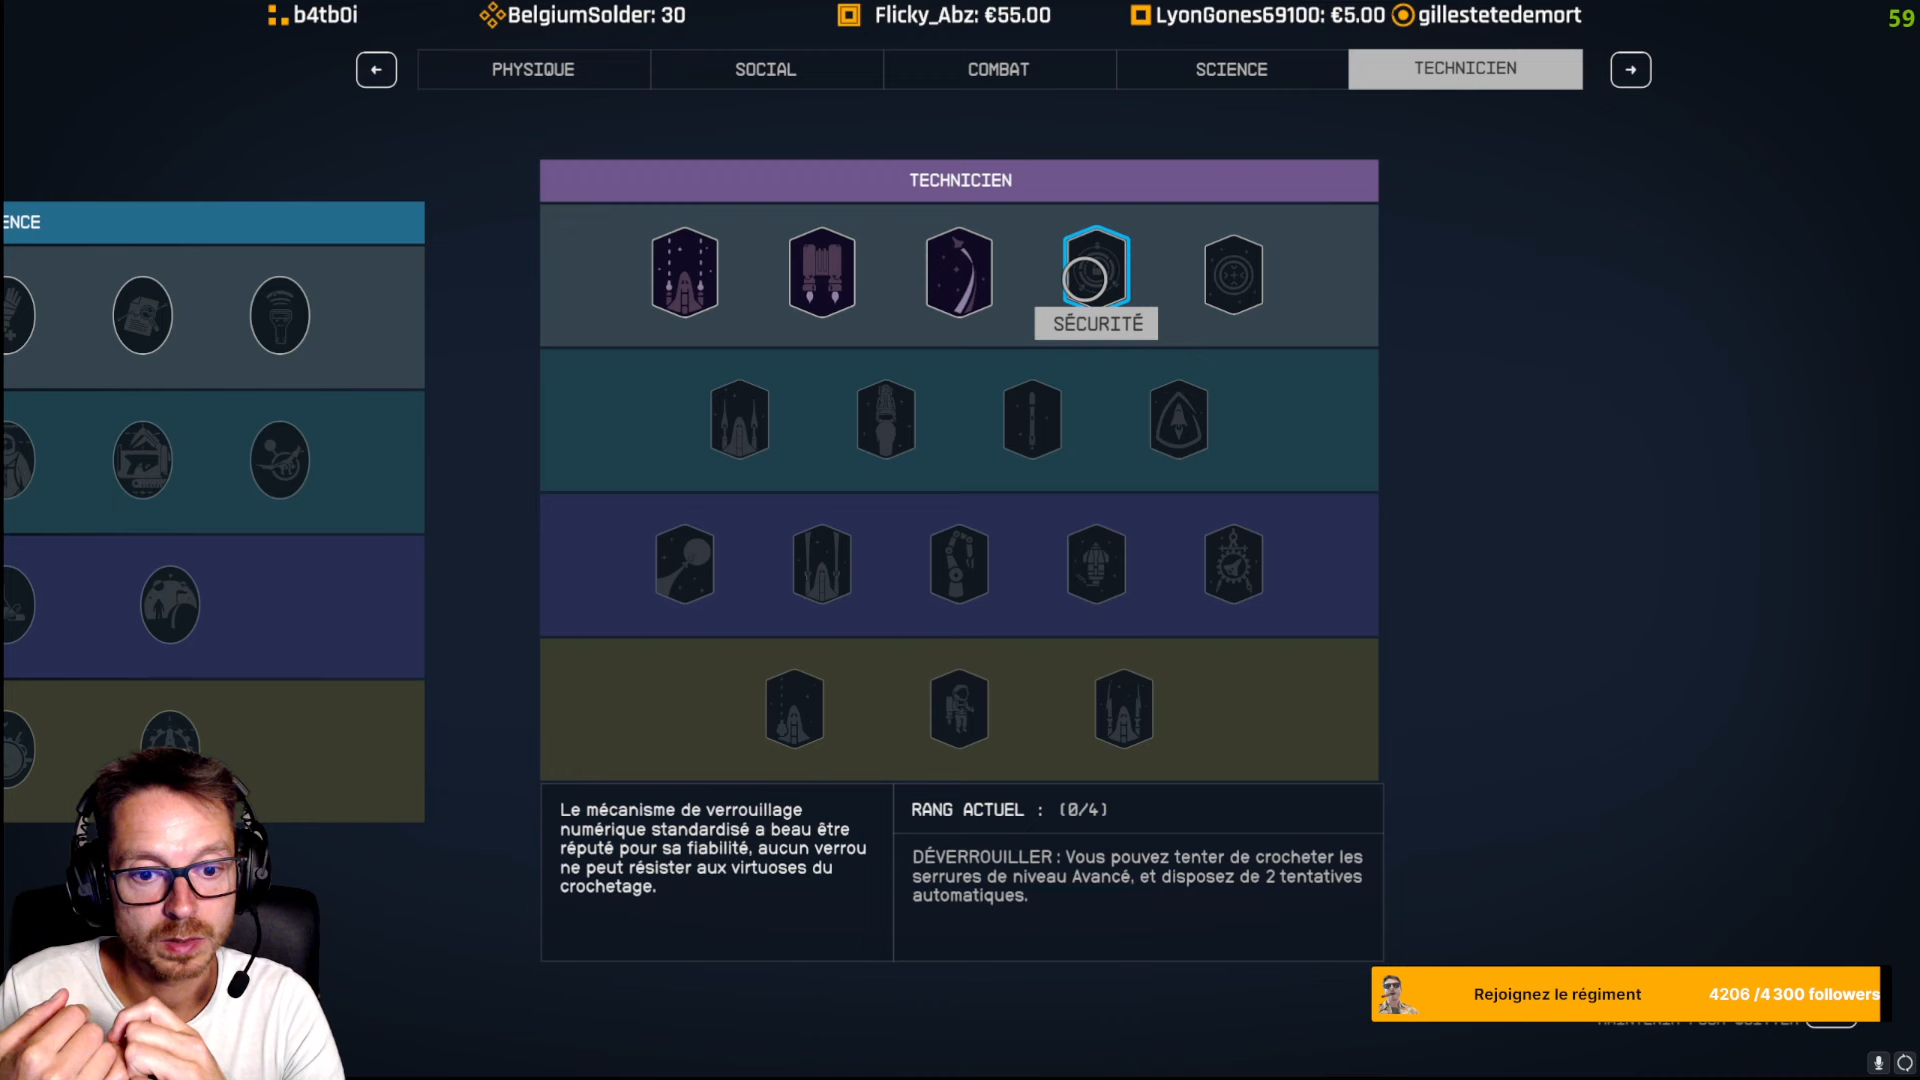 b4tb0i
BelgiumSolder: 30
Flicky_Abz: €55.00
LyonGones69100: €5.00
gillestetedemort
59
PHYSIQUE
SOCIAL
COMBAT
SCIENCE
TECHNICIEN
ENCE
TECHNICIEN
SÉCURITÉ
Le mécanisme de verrouillage
numérique standardisé a beau être
réputé pour sa fiabilité, aucun verrou
ne peut résister aux virtuoses du
crochetage.
RANG ACTUEL : (0/4)
DÉVERROUILLER : Vous pouvez tenter de crocheter les
serrures de niveau Avancé, et disposez de 2 tentatives
automatiques.
Rejoignez le régiment
4206 /4 300 followers